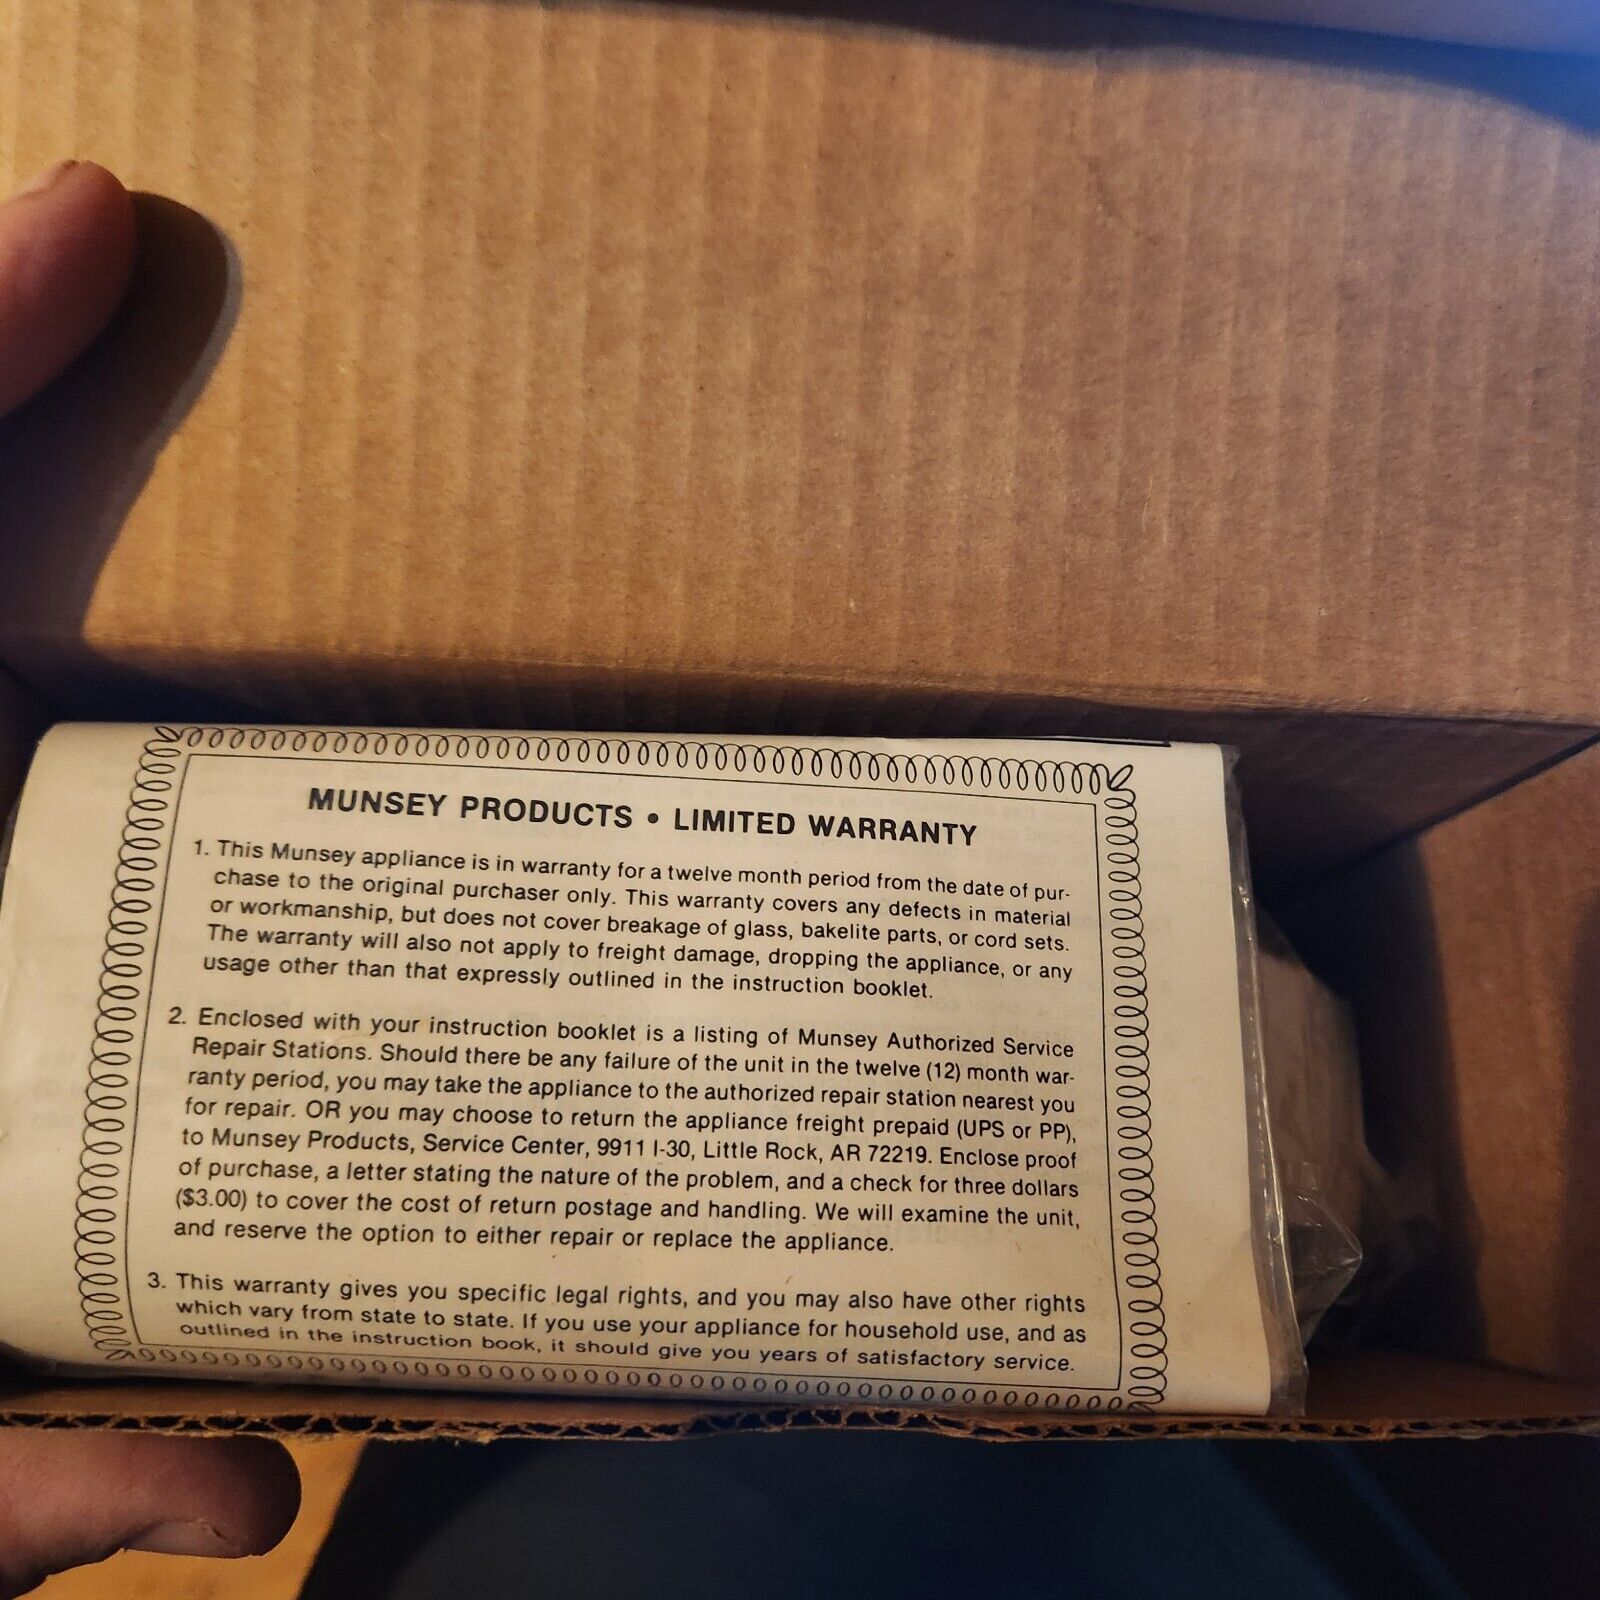 MUNSEY PRODUCTS • LIMITED WARRANTY
1. This Munsey appliance is in warranty for a twelve month period from the date of pur-
chase to the original purchaser only. This warranty covers any defects in material
or workmanship, but does not cover breakage of glass, bakelite parts, or cord sets.
The warranty will also not apply to freight damage, dropping the appliance, or any
usage other than that expressly outlined in the instruction booklet.
2. Enclosed with your instruction booklet is a listing of Munsey Authorized Service
Repair Stations. Should there be any failure of the unit in the twelve (12) month war-
ranty period, you may take the appliance to the authorized repair station nearest you
for repair. OR you may choose to return the appliance freight prepaid (UPS or PP),
to Munsey Products, Service Center, 9911 I-30, Little Rock, AR 72219. Enclose proof
of purchase, a letter stating the nature of the problem, and a check for three dollars
($3.00) to cover the cost of return postage and handling. We will examine the unit,
and reserve the option to either repair or replace the appliance.
3. This warranty gives you specific legal rights, and you may also have other rights
which vary from state to state. If you use your appliance for household use, and as
outlined in the instruction book, it should give you years of satisfactory service.